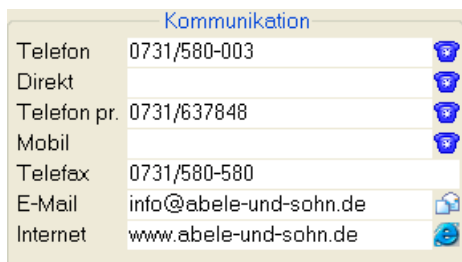 Kommunikation
Telefon 0731/580-003
Direkt
Telefon pr. 0731/637848
Mobil
Telefax 0731/580-580
E-Mail info@abele-und-sohn.de
Internet www.abele-und-sohn.de